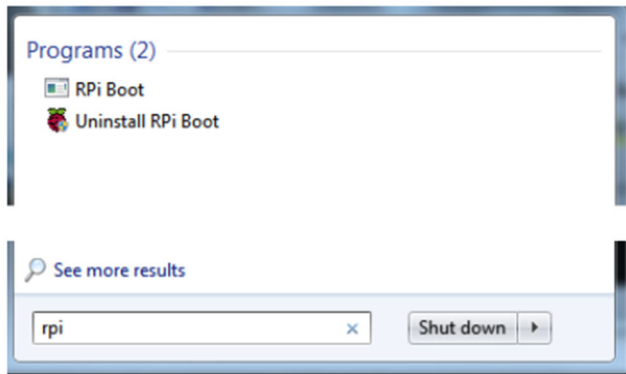 Programs (2)
RPi Boot
Uninstall RPi Boot
See more results
rpi
Shut down